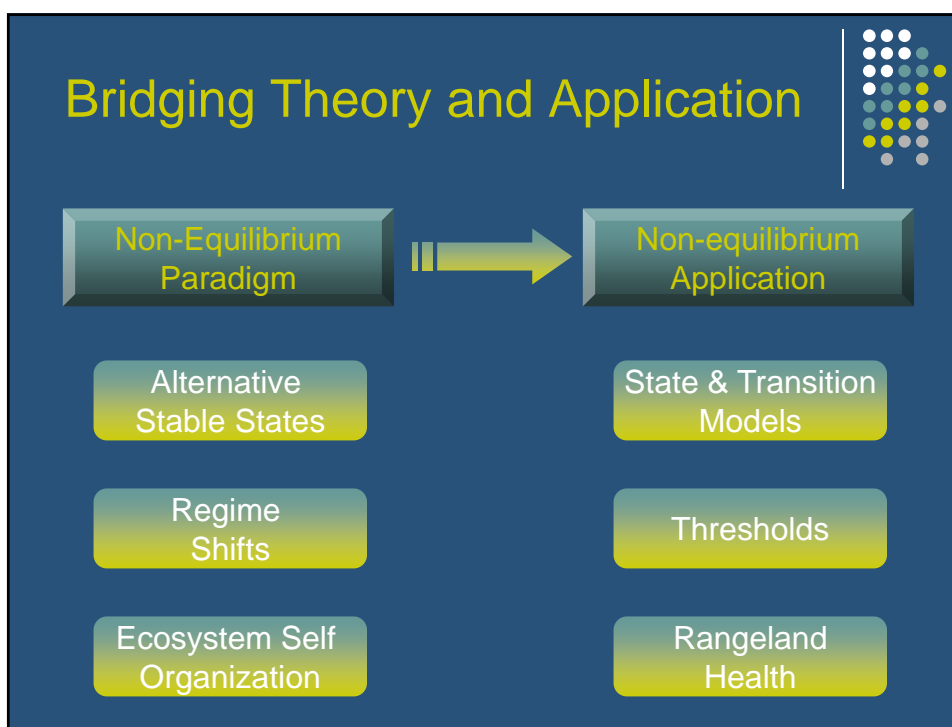 Bridging Theory and Application
Non-Equilibrium
Paradigm
Non-equilibrium
Application
Alternative
Stable States
State & Transition
Models
Regime
Shifts
Thresholds
Ecosystem Self
Organization
Rangeland
Health